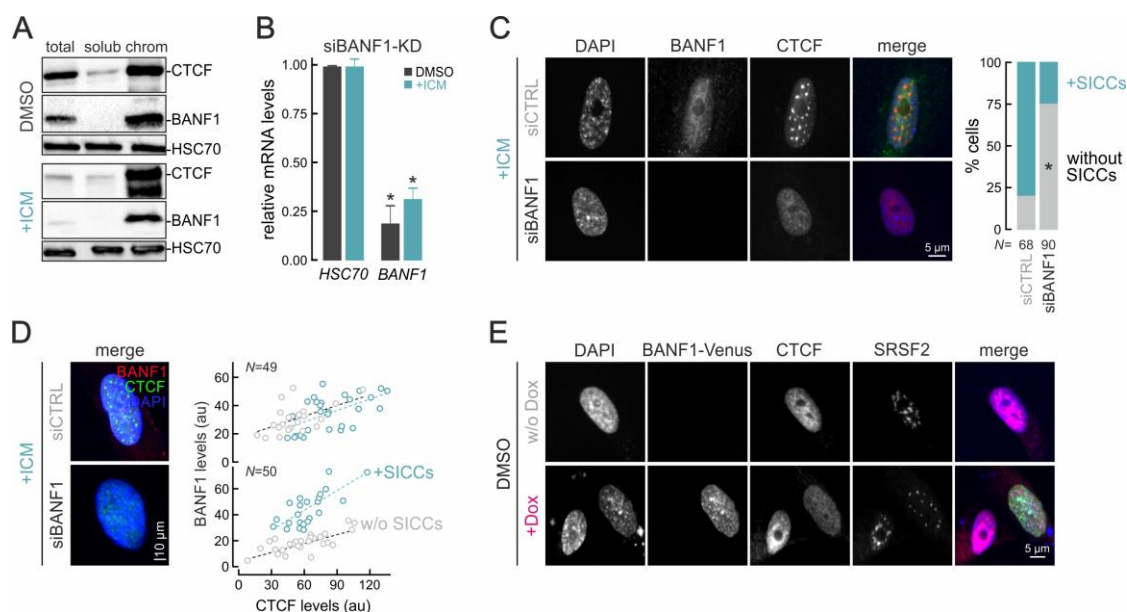 A
total solub chrom
DMSO
-CTCF
-BANF1
-HSC70
+ICM
-CTCF
-BANF1
-HSC70
B
siBANF1-KD
relative mRNA levels
1.00
0.75
0.50
0.25
0.00
DMSO
+ICM
* *
HSC70 BANF1
C
DAPI BANF1 CTCF merge
+ICM
siCTRL
siBANF1
5 µm
% cells
100
75
50
25
0
+SICCs
without
SICCs
*
N= 68 90
siCTRL
siBANF1
D
merge
+ICM
siCTRL
BANF1
CTCF
DAPI
siBANF1
10 µm
BANF1 levels (au)
N=49
60
40
20
0
N=50
+SICCs
w/o SICCs
60
40
20
0
0 30 60 90 120
CTCF levels (au)
E
DAPI BANF1-Venus CTCF SRSF2 merge
DMSO
w/o Dox
+Dox
5 µm